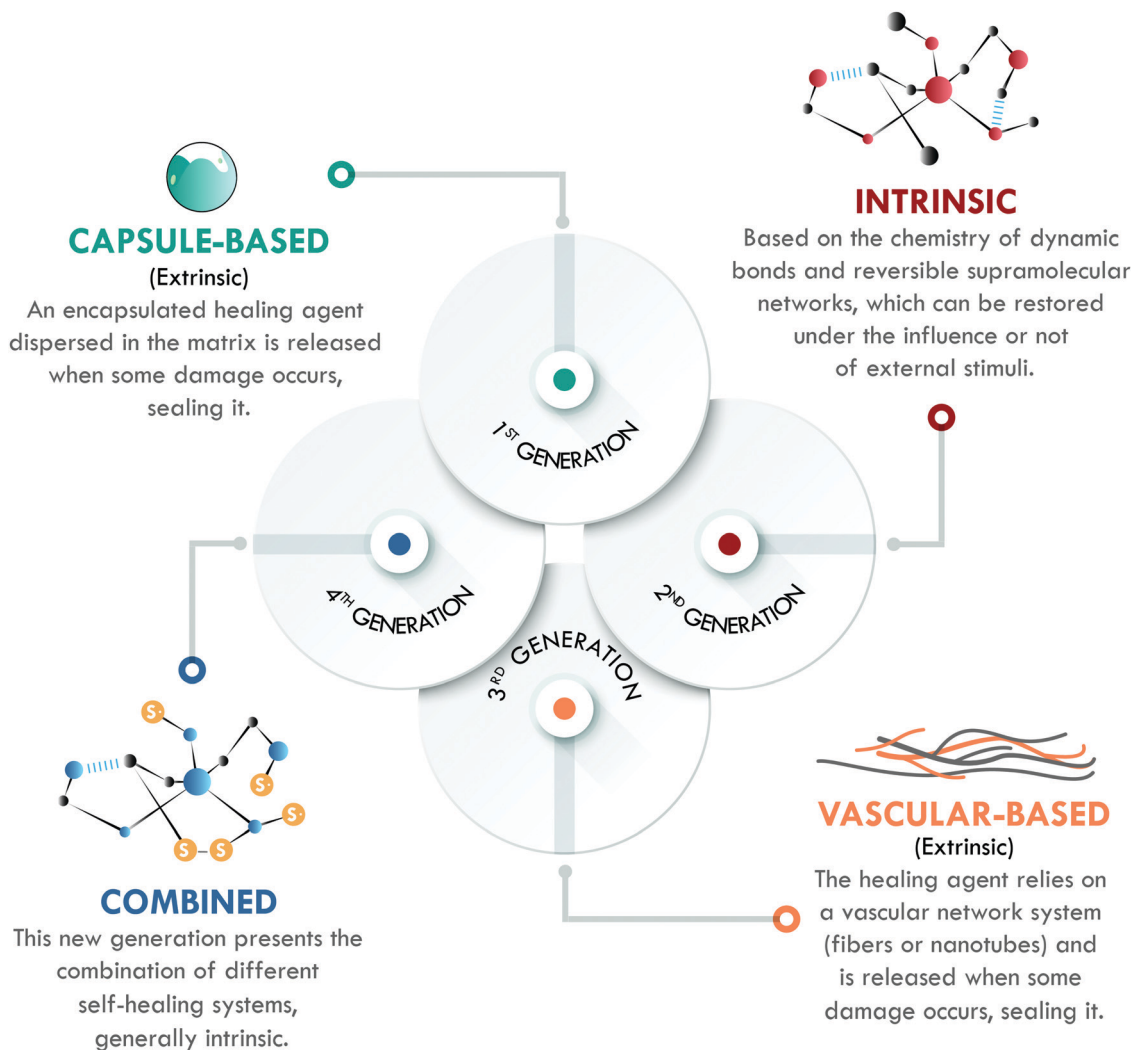 CAPSULE-BASED
(Extrinsic)
An encapsulated healing agent
dispersed in the matrix is released
when some damage occurs,
sealing it.
INTRINSIC
Based on the chemistry of dynamic
bonds and reversible supramolecular
networks, which can be restored
under the influence or not
of external stimuli.
1ST GENERATION
4TH GENERATION
2ND GENERATION
3RD GENERATION
S·
S·
S·
S–S
COMBINED
This new generation presents the
combination of different
self-healing systems,
generally intrinsic.
VASCULAR-BASED
(Extrinsic)
The healing agent relies on
a vascular network system
(fibers or nanotubes) and
is released when some
damage occurs, sealing it.